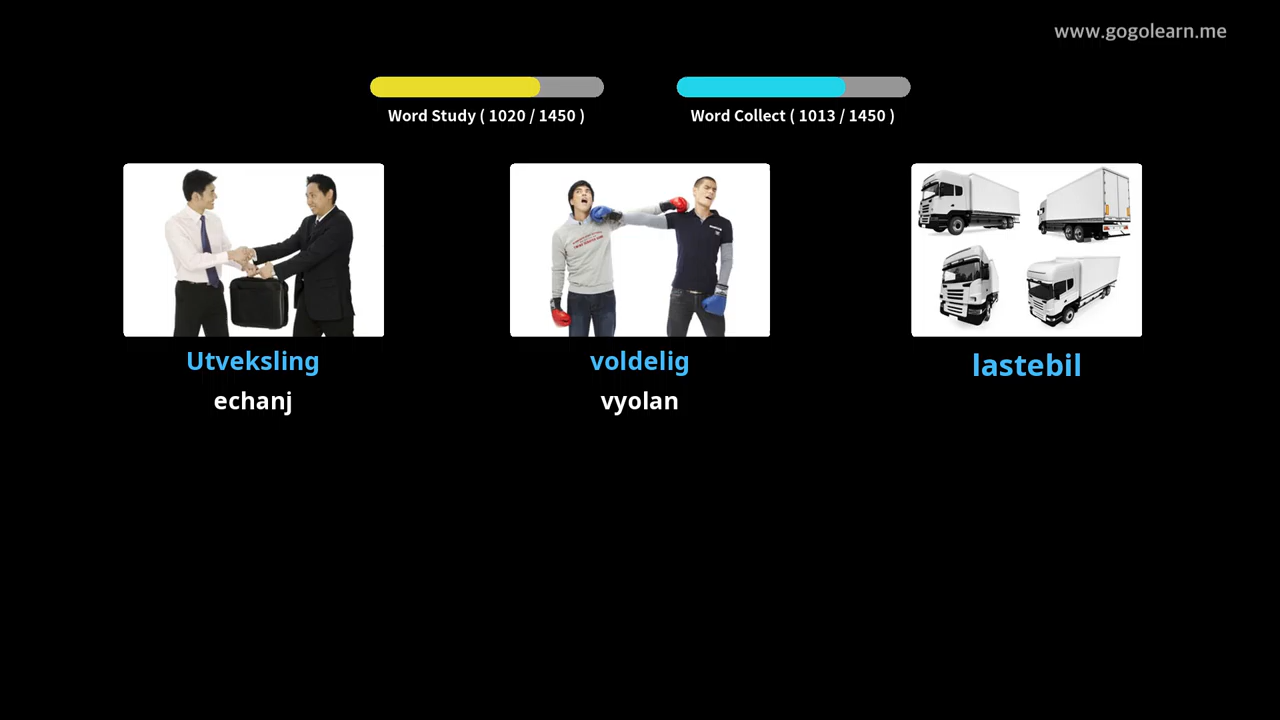 www.gogolearn.me
Word Study ( 1020 / 1450 )
Word Collect ( 1013 / 1450 )
Utveksling
echanj
voldelig
vyolan
lastebil